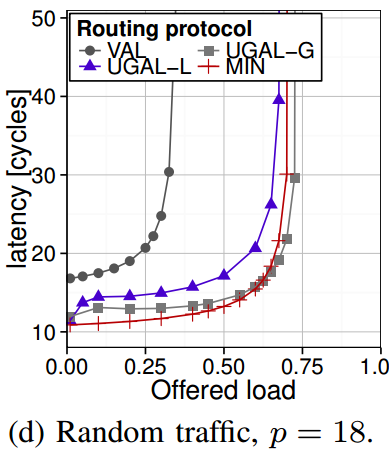 50
40
30
20
10
latency [cycles]
Routing protocol
VAL UGAL-G
UGAL-L MIN
0.00 0.25 0.50 0.75 1.0
Offered load
(d) Random traffic, p = 18.